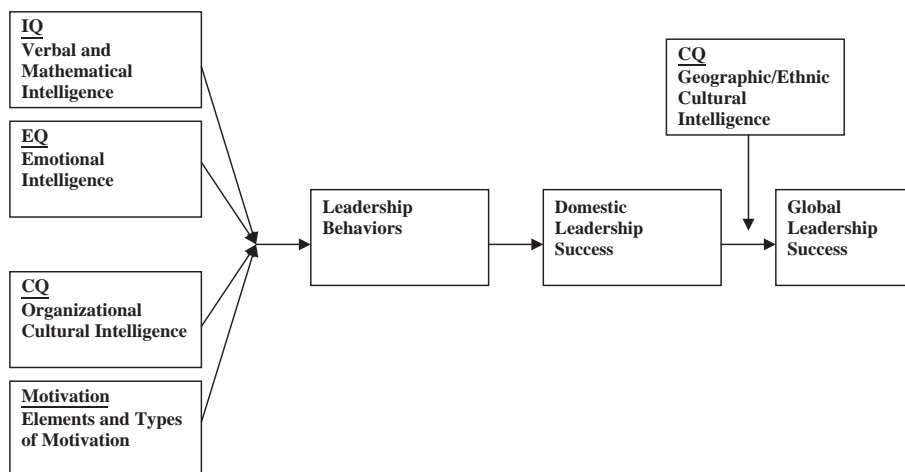 IQ
Verbal and
Mathematical
Intelligence
EQ
Emotional
Intelligence
CQ
Organizational
Cultural Intelligence
Motivation
Elements and Types
of Motivation
Leadership
Behaviors
Domestic
Leadership
Success
CQ
Geographic/Ethnic
Cultural
Intelligence
Global
Leadership
Success